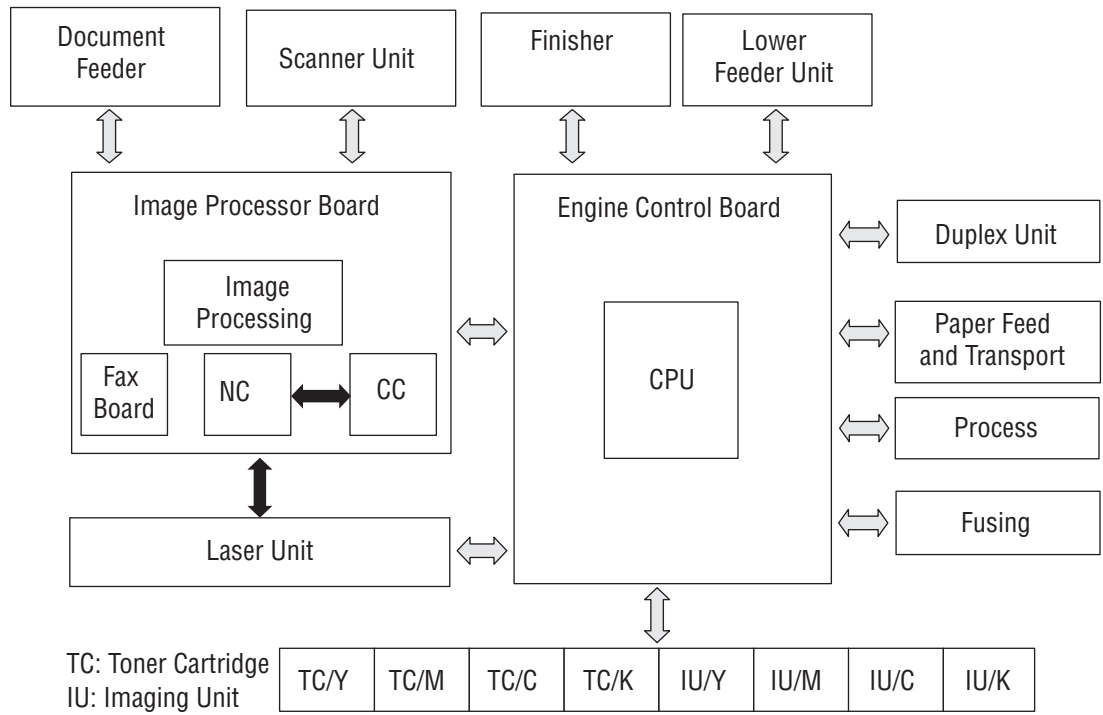 Document
Feeder
Scanner Unit
Finisher
Lower
Feeder Unit
Image Processor Board
Engine Control Board
Duplex Unit
Image
Processing
Paper Feed
and Transport
Fax
Board
NC
CC
CPU
Process
Laser Unit
Fusing
TC: Toner Cartridge
IU: Imaging Unit
TC/Y TC/M TC/C TC/K IU/Y IU/M IU/C IU/K